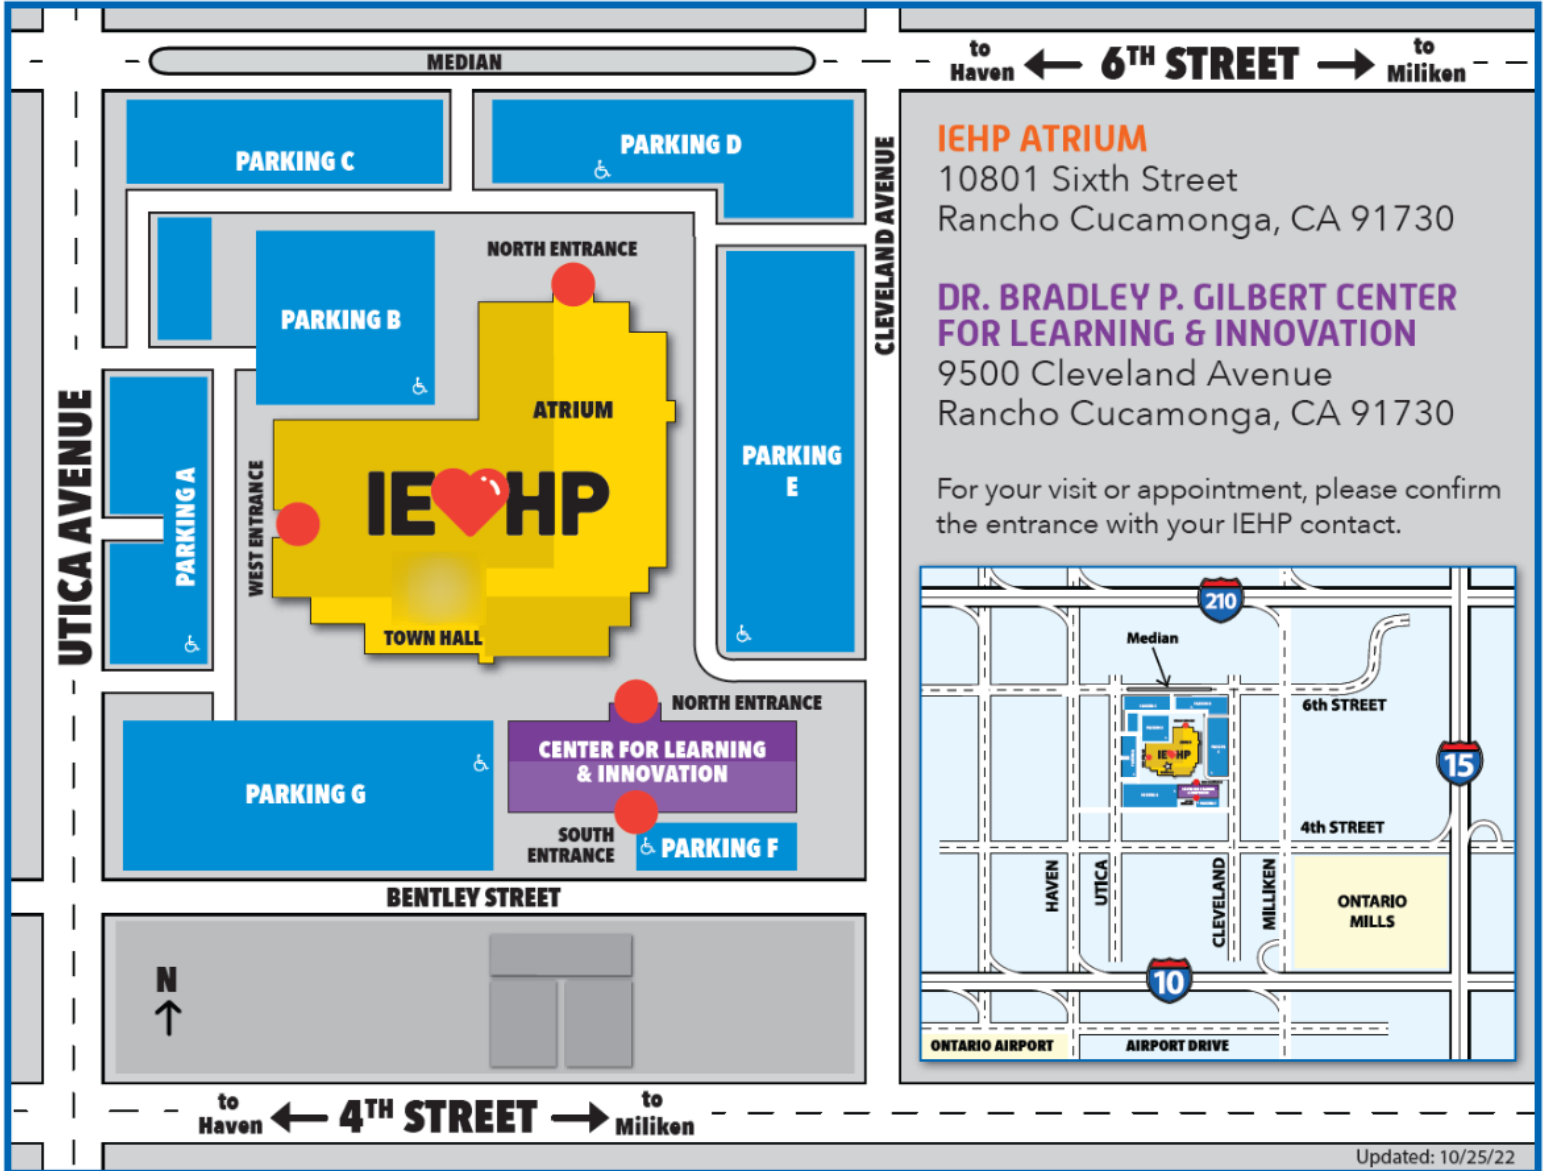 MEDIAN
to
Haven
6TH STREET
to
Miliken
PARKING C
PARKING D
CLEVELAND AVENUE
NORTH ENTRANCE
PARKING B
ATRIUM
PARKING
E
UTICA AVENUE
PARKING A
WEST ENTRANCE
IE HP
TOWN HALL
NORTH ENTRANCE
CENTER FOR LEARNING
& INNOVATION
PARKING G
SOUTH
ENTRANCE
PARKING F
BENTLEY STREET
N
to
Haven
4TH STREET
to
Miliken
IEHP ATRIUM
10801 Sixth Street
Rancho Cucamonga, CA 91730
DR. BRADLEY P. GILBERT CENTER
FOR LEARNING & INNOVATION
9500 Cleveland Avenue
Rancho Cucamonga, CA 91730
For your visit or appointment, please confirm
the entrance with your IEHP contact.
210
Median
6th STREET
IE HP
15
4th STREET
HAVEN
UTICA
CLEVELAND
MILLIKEN
ONTARIO
MILLS
10
ONTARIO AIRPORT
AIRPORT DRIVE
Updated: 10/25/22